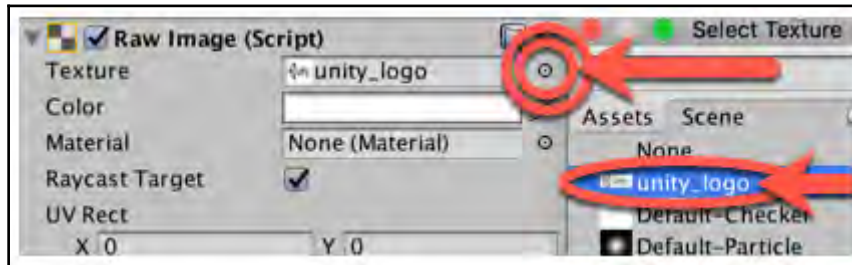 Raw Image (Script)
Select Texture
Texture
unity_logo
Color
Assets Scene
Material
None (Material)
None
Raycast Target
unity_logo
UV Rect
Default-Checker
X 0
Y 0
Default-Particle